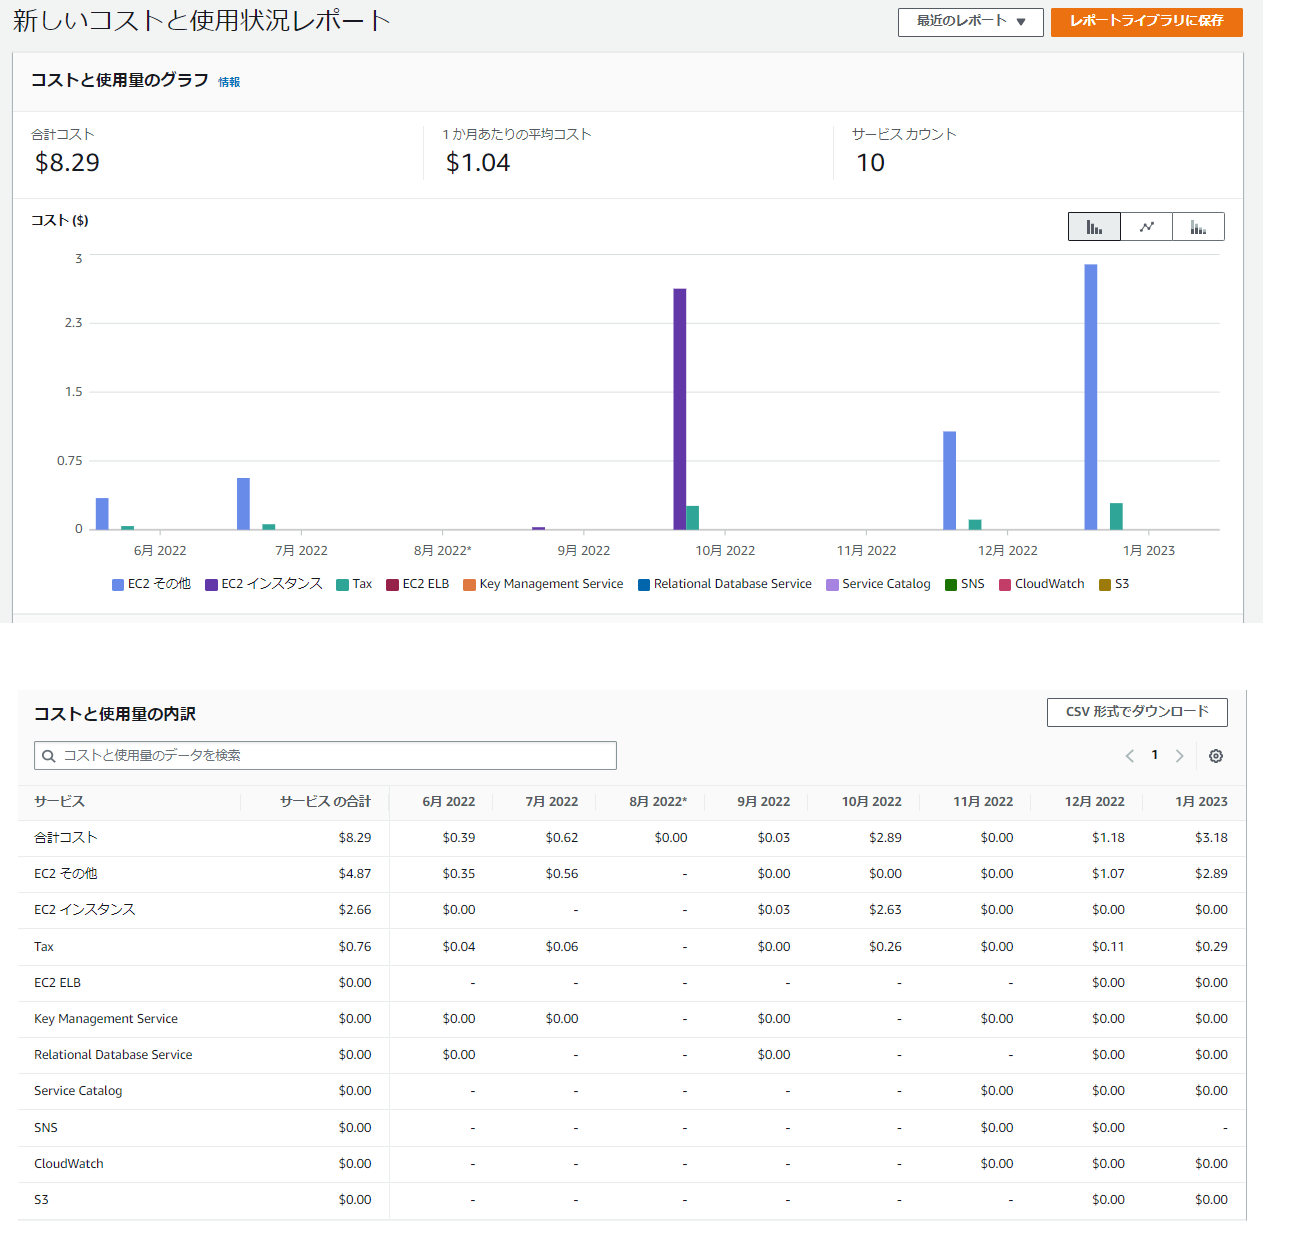 新しいコストと使用状況レポート 最近のレポート ▼ レポートライブラリに保存
コストと使用量のグラフ 情報
合計コスト 1 か月あたりの平均コスト サービス カウント
$8.29 $1.04 10
コスト ($)
3
2.3
1.5
0.75
0
6月 2022 7月 2022 8月 2022* 9月 2022 10月 2022 11月 2022 12月 2022 1月 2023
EC2 その他 EC2 インスタンス Tax EC2 ELB Key Management Service Relational Database Service Service Catalog SNS CloudWatch S3
コストと使用量の内訳 CSV 形式でダウンロード
コストと使用量のデータを検索 1
サービス サービス の合計 6月 2022 7月 2022 8月 2022* 9月 2022 10月 2022 11月 2022 12月 2022 1月 2023
合計コスト $8.29 $0.39 $0.62 $0.00 $0.03 $2.89 $0.00 $1.18 $3.18
EC2 その他 $4.87 $0.35 $0.56 - $0.00 $0.00 $0.00 $1.07 $2.89
EC2 インスタンス $2.66 $0.00 - - $0.03 $2.63 $0.00 $0.00 $0.00
Tax $0.76 $0.04 $0.06 - $0.00 $0.26 $0.00 $0.11 $0.29
EC2 ELB $0.00 - - - - - - $0.00 $0.00
Key Management Service $0.00 $0.00 $0.00 - $0.00 - $0.00 $0.00 $0.00
Relational Database Service $0.00 $0.00 - - $0.00 - - $0.00 $0.00
Service Catalog $0.00 - - - - - $0.00 $0.00 $0.00
SNS $0.00 - - - - - $0.00 $0.00 -
CloudWatch $0.00 - - - - - $0.00 $0.00 $0.00
S3 $0.00 - - - - - - $0.00 $0.00